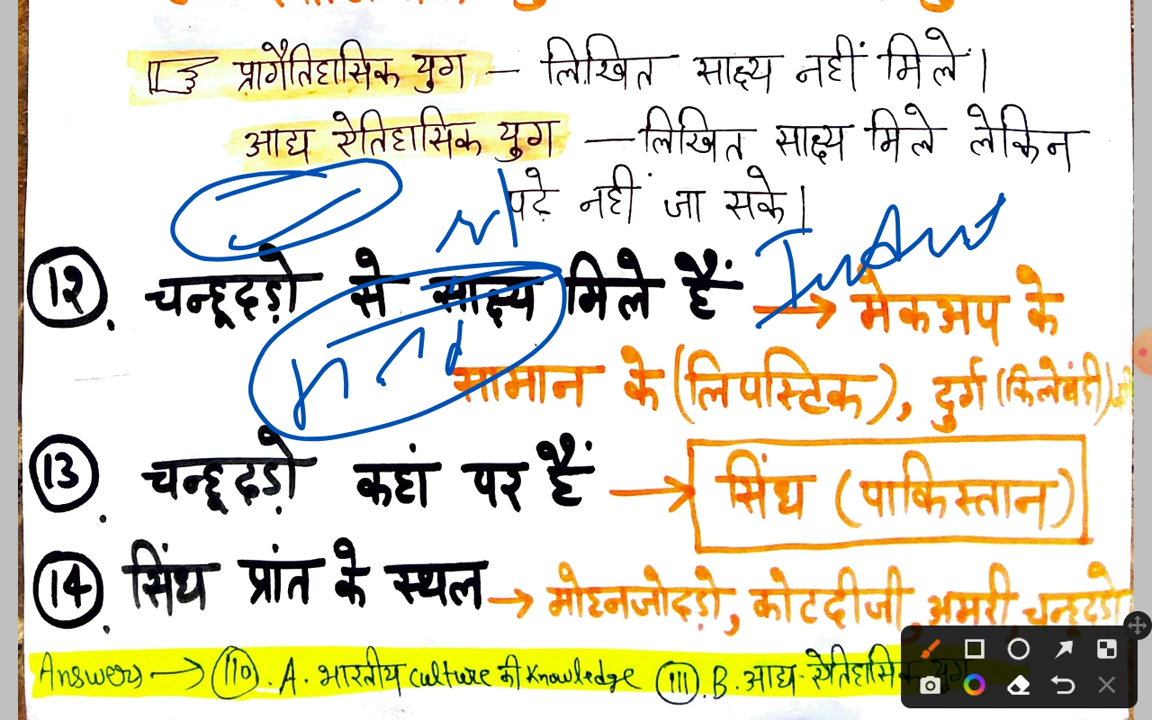 प्रागैतिहासिक युग — लिखित साक्ष्य नहीं मिले।
आद्य ऐतिहासिक युग — लिखित साक्ष्य मिले लेकिन
पढ़े नहीं जा सके।
Indus
12. चन्हूदड़ो से साक्ष्य मिले हैं → मेकअप के
सामान के (लिपस्टिक), दुर्ग (किलेबंदी)
13. चन्हूदड़ो कहां पर हैं → सिंध (पाकिस्तान)
14. सिंध प्रांत के स्थल → मोहनजोदड़ो, कोटदीजी, अमरी, चन्हूदड़ो
Answers → 110. A. भारतीय culture की Knowledge 111. B. आद्य-ऐतिहासिक युग